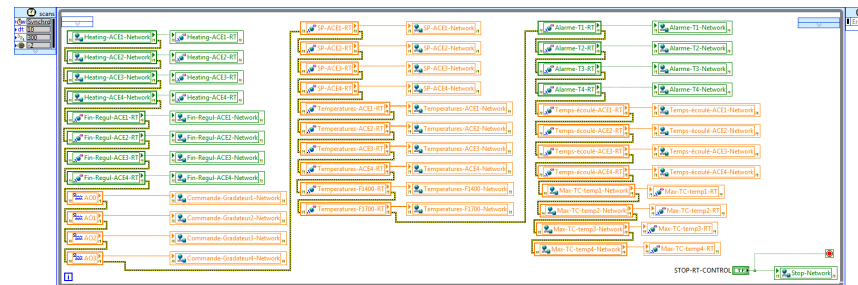 scans
Synchro
dt 10
300
-2
Heating-ACE1-Network
Heating-ACE1-RT
Heating-ACE2-Network
Heating-ACE2-RT
Heating-ACE3-Network
Heating-ACE3-RT
Heating-ACE4-Network
Heating-ACE4-RT
Fin-Regul-ACE1-RT
Fin-Regul-ACE1-Network
Fin-Regul-ACE2-RT
Fin-Regul-ACE2-Network
Fin-Regul-ACE3-RT
Fin-Regul-ACE3-Network
Fin-Regul-ACE4-RT
Fin-Regul-ACE4-Network
AO0
Commande-Gradateur1-Network
AO1
Commande-Gradateur2-Network
AO2
Commande-Gradateur3-Network
AO3
Commande-Gradateur4-Network
i
SP-ACE1-RT
SP-ACE1-Network
SP-ACE2-RT
SP-ACE2-Network
SP-ACE3-RT
SP-ACE3-Network
SP-ACE4-RT
SP-ACE4-Network
Temperatures-ACE1-RT
Temperatures-ACE1-Network
Temperatures-ACE2-RT
Temperatures-ACE2-Network
Temperatures-ACE3-RT
Temperatures-ACE3-Network
Temperatures-ACE4-RT
Temperatures-ACE4-Network
Temperatures-F1400-RT
Temperatures-F1400-Network
Temperatures-F1700-RT
Temperatures-F1700-Network
Alarme-T1-RT
Alarme-T1-Network
Alarme-T2-RT
Alarme-T2-Network
Alarme-T3-RT
Alarme-T3-Network
Alarme-T4-RT
Alarme-T4-Network
Temps-écoulé-ACE1-RT
Temps-écoulé-ACE1-Network
Temps-écoulé-ACE2-RT
Temps-écoulé-ACE2-Network
Temps-écoulé-ACE3-RT
Temps-écoulé-ACE3-Network
Temps-écoulé-ACE4-RT
Temps-écoulé-ACE4-Network
Max-TC-temp1-Network
Max-TC-temp1-RT
Max-TC-temp2-Network
Max-TC-temp2-RT
Max-TC-temp3-Network
Max-TC-temp3-RT
Max-TC-temp4-Network
Max-TC-temp4-RT
STOP-RT-CONTROL
TF
Stop-Network